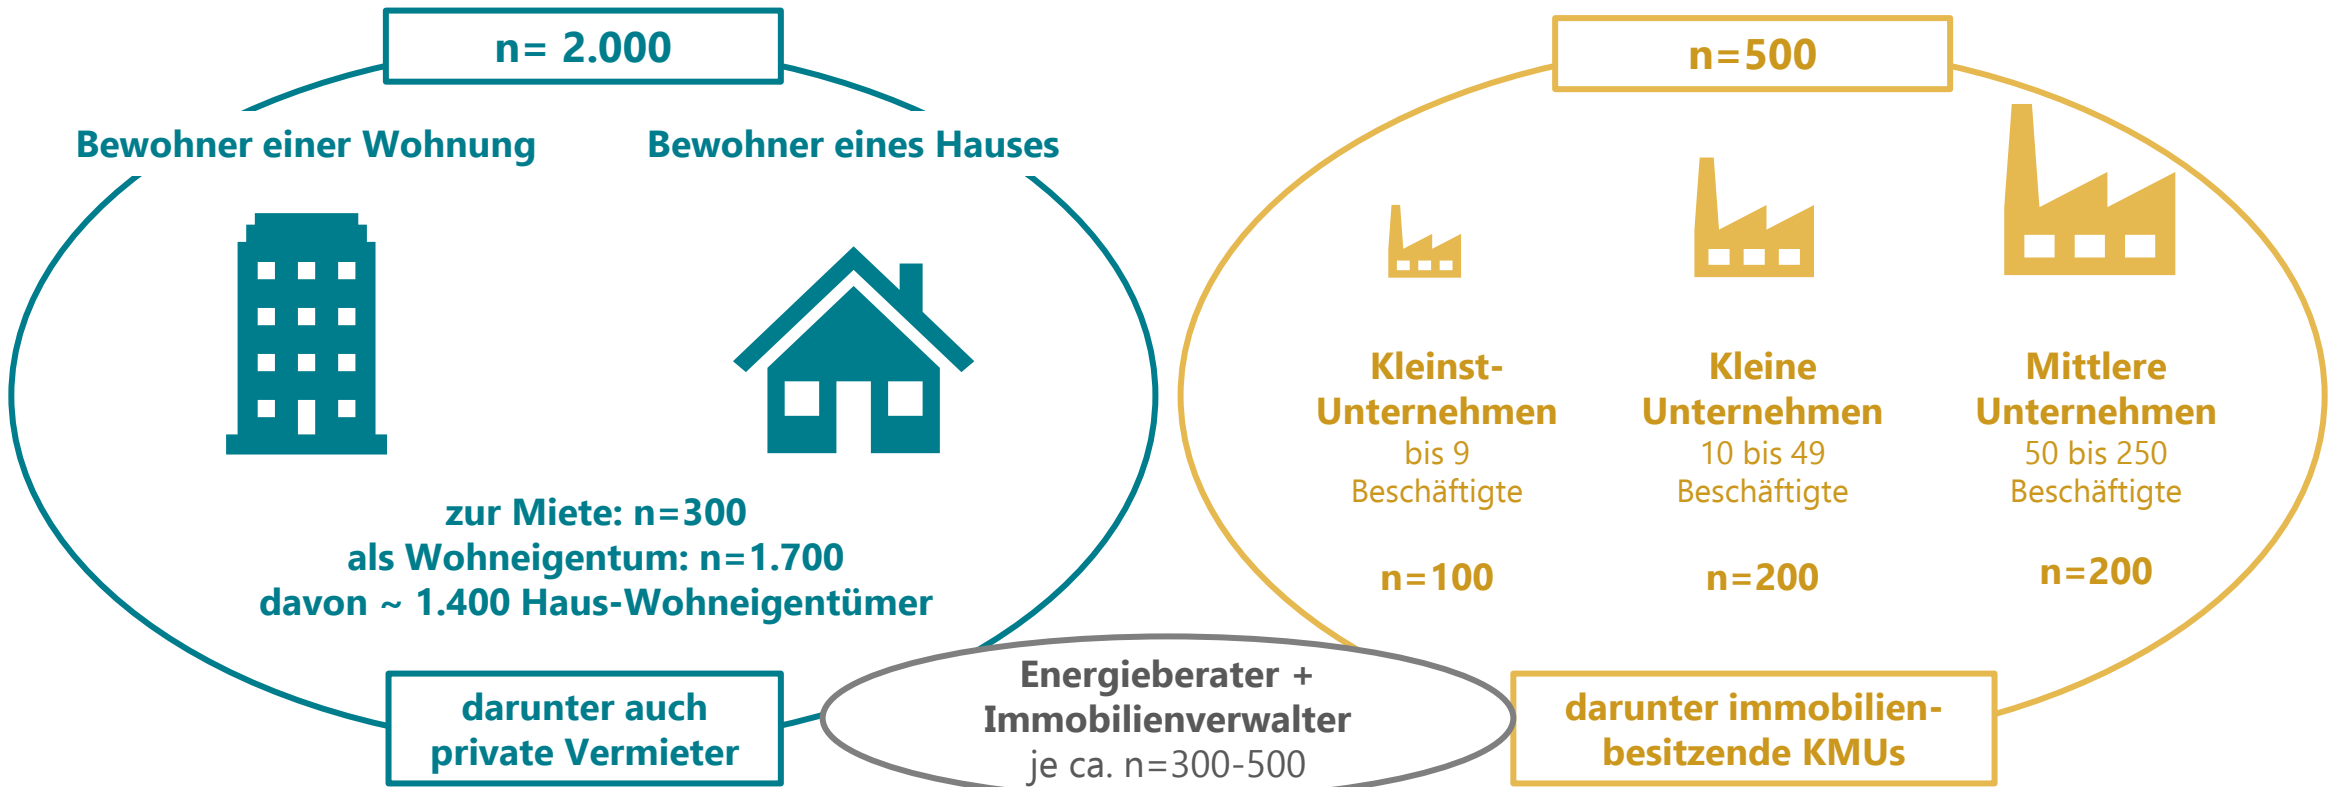 n= 2.000
Bewohner einer Wohnung
Bewohner eines Hauses
zur Miete: n=300
als Wohneigentum: n=1.700
davon ~ 1.400 Haus-Wohneigentümer
darunter auch
private Vermieter
Energieberater +
Immobilienverwalter
je ca. n=300-500
n=500
Kleinst-
Unternehmen
bis 9
Beschäftigte
n=100
Kleine
Unternehmen
10 bis 49
Beschäftigte
n=200
Mittlere
Unternehmen
50 bis 250
Beschäftigte
n=200
darunter immobilien-
besitzende KMUs